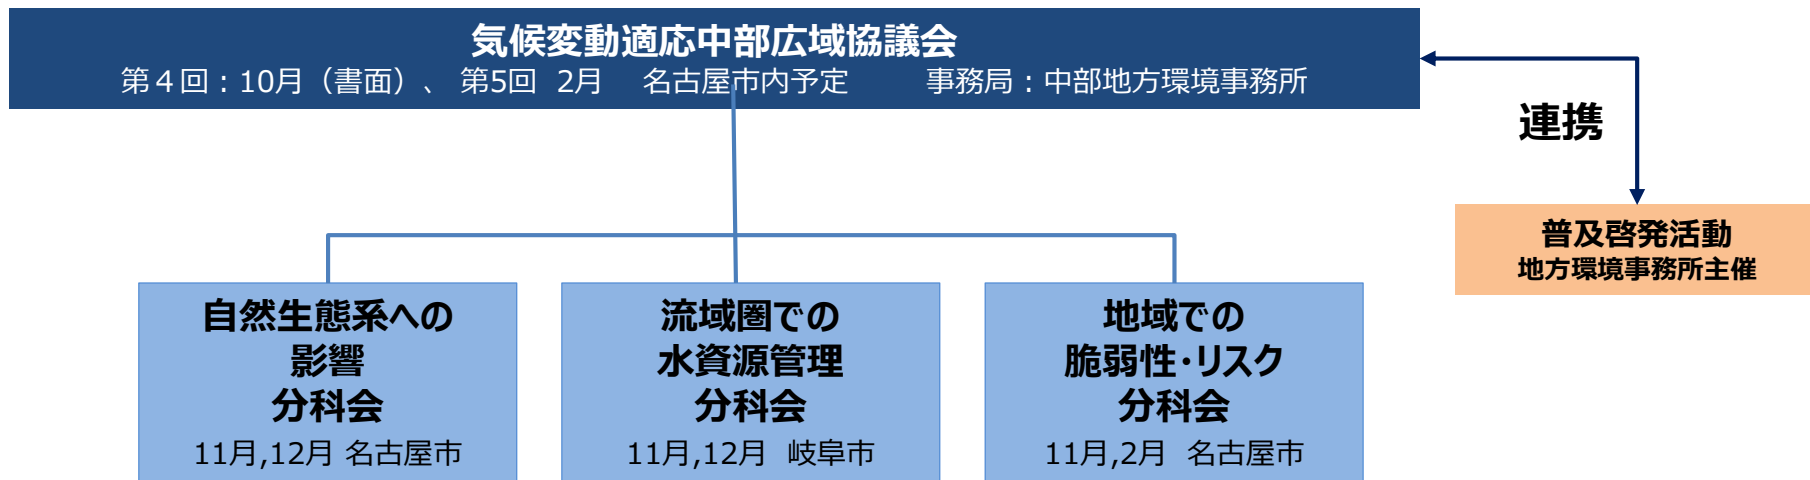 気候変動適応中部広域協議会
第４回：10月（書面）、 第5回 2月 名古屋市内予定 事務局：中部地方環境事務所
連携
普及啓発活動
地方環境事務所主催
自然生態系への
影響
分科会
11月,12月 名古屋市
流域圏での
水資源管理
分科会
11月,12月 岐阜市
地域での
脆弱性・リスク
分科会
11月,2月 名古屋市